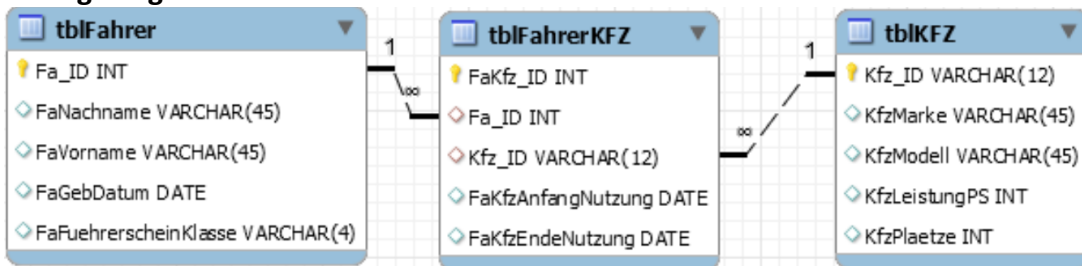 tblFahrer
Fa_ID INT
FaNachname VARCHAR(45)
FaVorname VARCHAR(45)
FaGebDatum DATE
FaFuehrerscheinKlasse VARCHAR(4)
1
∞
tblFahrerKFZ
FaKfz_ID INT
Fa_ID INT
Kfz_ID VARCHAR(12)
FaKfzAnfangNutzung DATE
FaKfzEndeNutzung DATE
1
∞
tblKFZ
Kfz_ID VARCHAR(12)
KfzMarke VARCHAR(45)
KfzModell VARCHAR(45)
KfzLeistungPS INT
KfzPlaetze INT